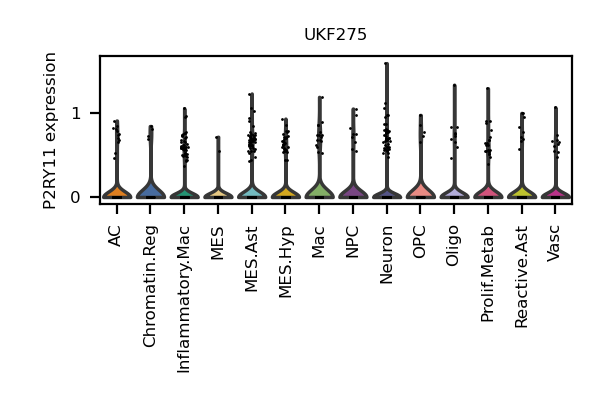 UKF275
P2RY11 expression
1
0
AC
Chromatin.Reg
Inflammatory.Mac
MES
MES.Ast
MES.Hyp
Mac
NPC
Neuron
OPC
Oligo
Prolif.Metab
Reactive.Ast
Vasc